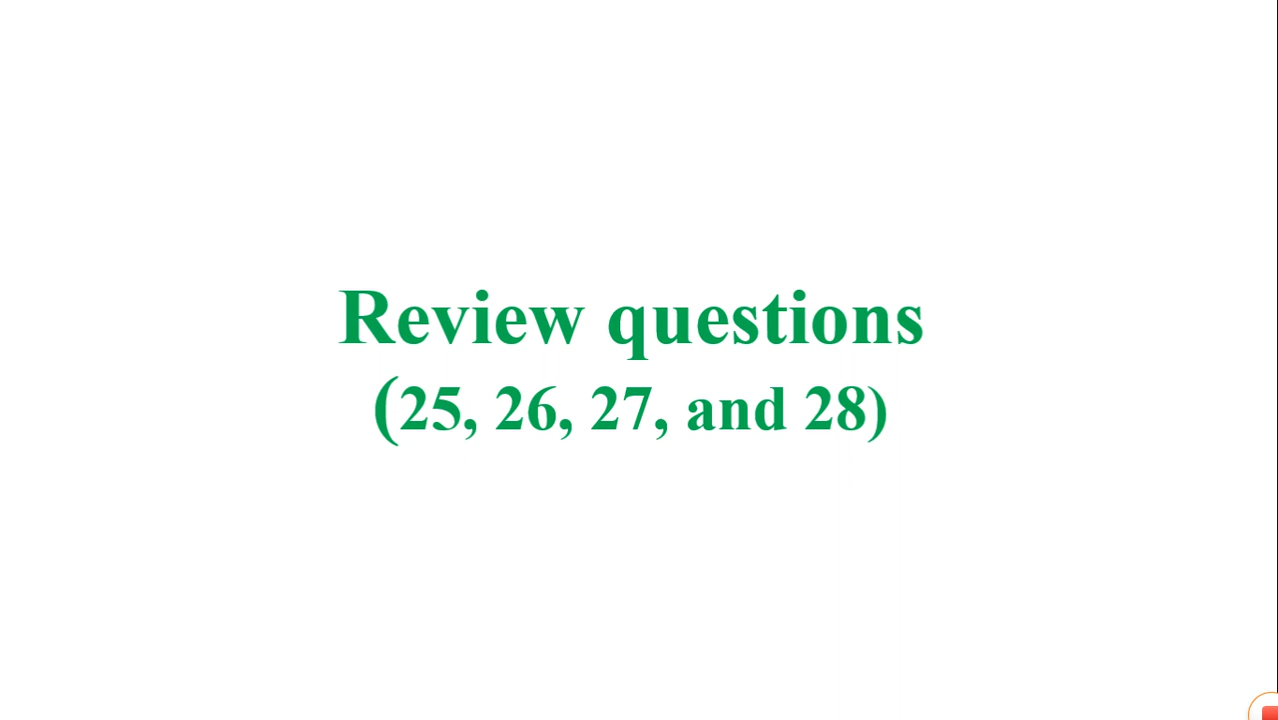 Review questions
(25, 26, 27, and 28)